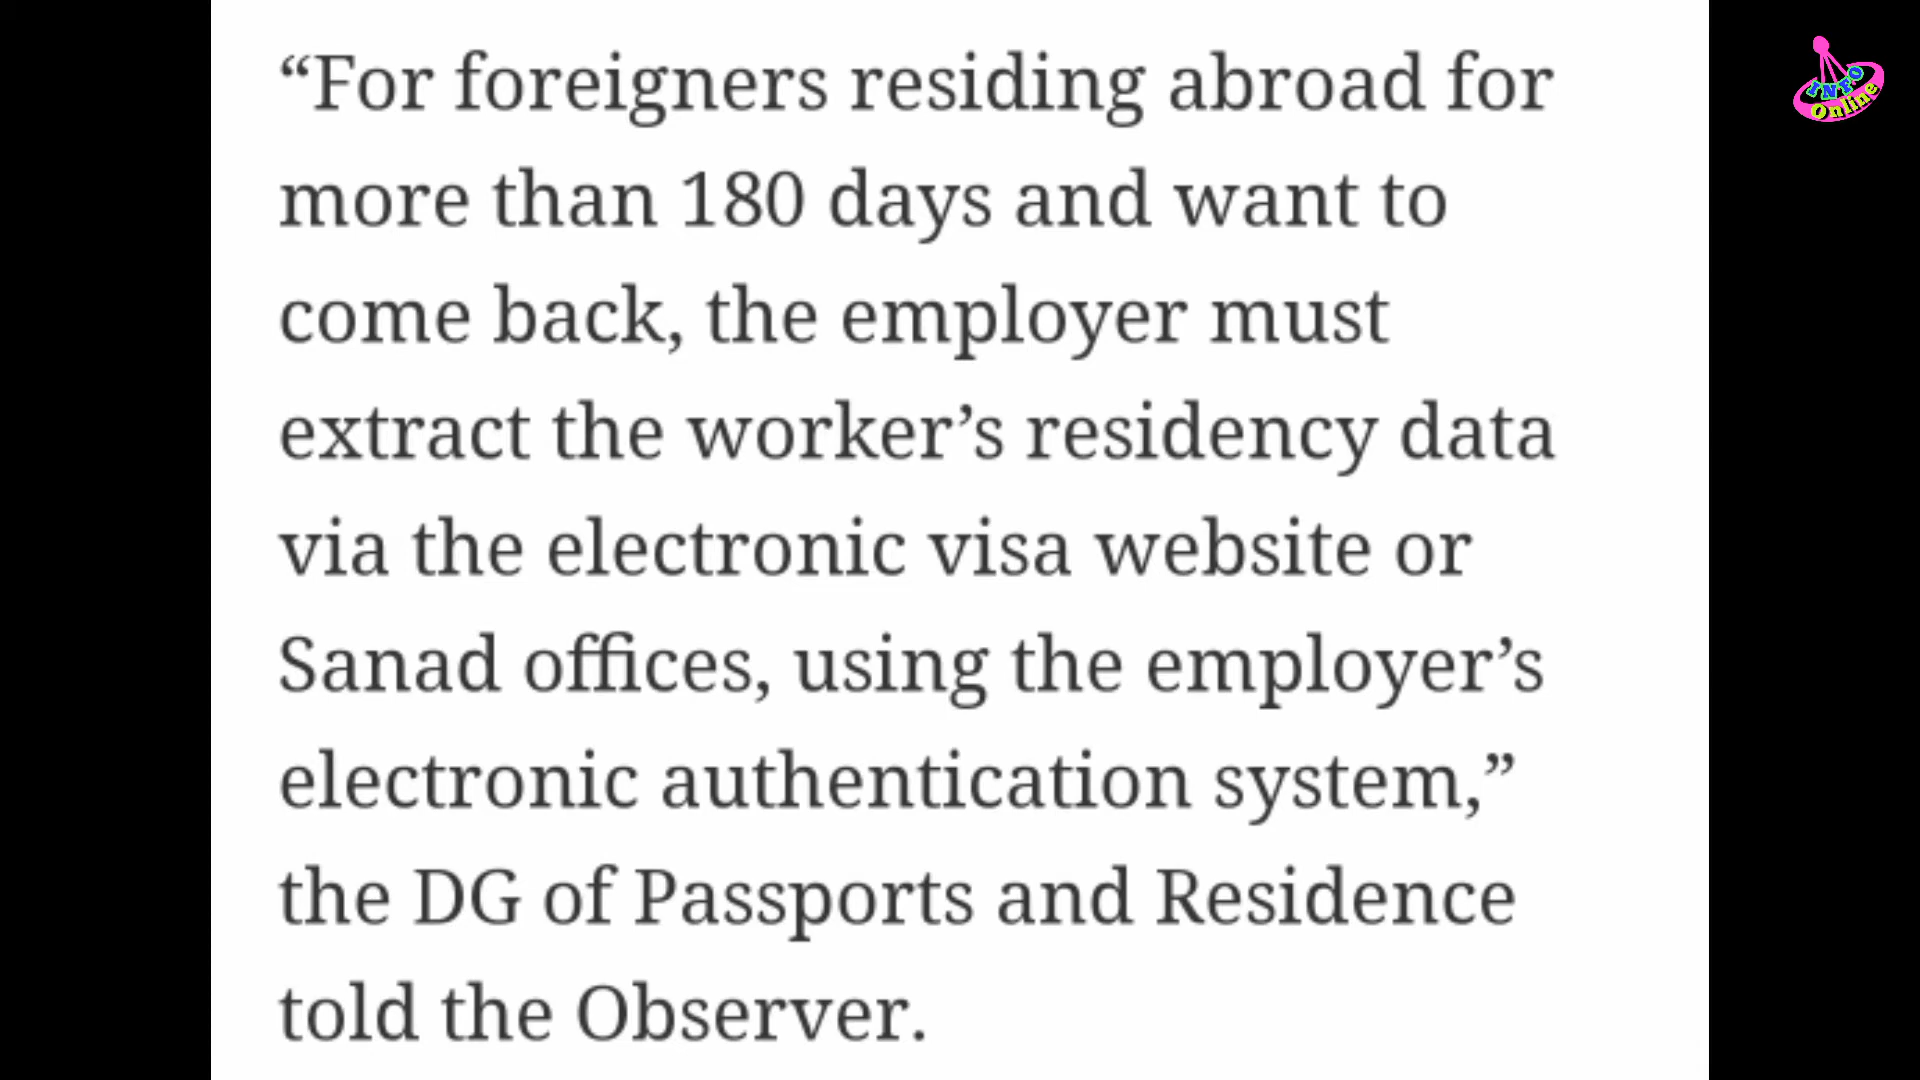 “For foreigners residing abroad for
more than 180 days and want to
come back, the employer must
extract the worker’s residency data
via the electronic visa website or
Sanad offices, using the employer’s
electronic authentication system,”
the DG of Passports and Residence
told the Observer.
INFO
Online